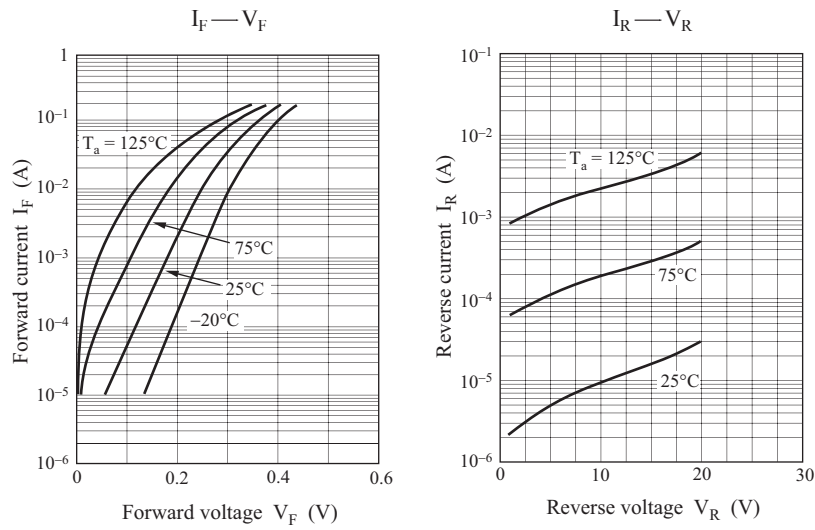 I_F — V_F
1
10⁻¹
10⁻²
10⁻³
10⁻⁴
10⁻⁵
10⁻⁶
Forward current I_F (A)
T_a = 125°C
75°C
25°C
−20°C
0
0.2
0.4
0.6
Forward voltage V_F (V)
I_R — V_R
10⁻¹
10⁻²
10⁻³
10⁻⁴
10⁻⁵
10⁻⁶
Reverse current I_R (A)
T_a = 125°C
75°C
25°C
0
10
20
30
Reverse voltage V_R (V)